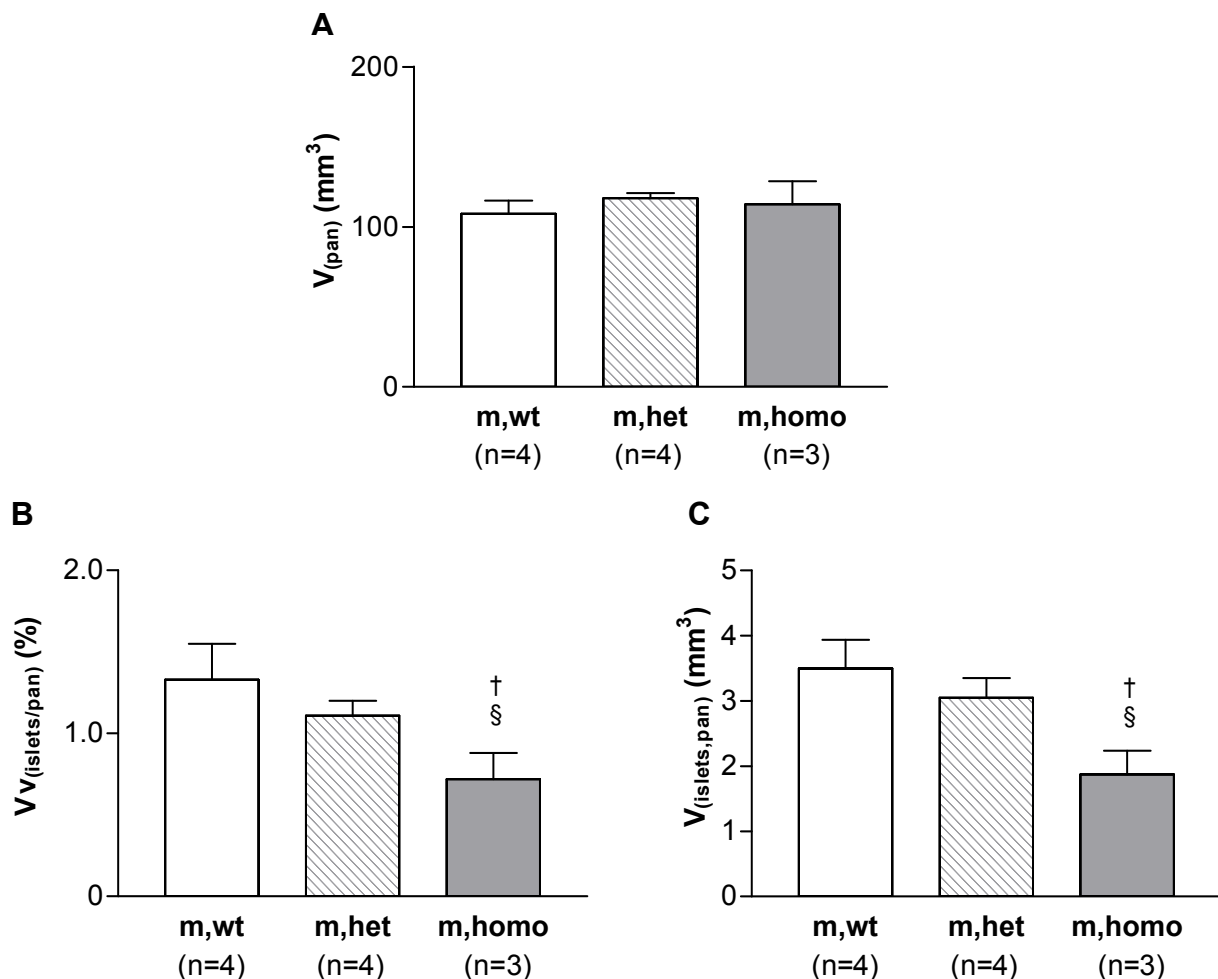 A
200
100
0
V(pan) (mm³)
m,wt m,het m,homo
(n=4) (n=4) (n=3)
B
2.0
1.0
0
Vv(islets/pan) (%)
†
§
m,wt m,het m,homo
(n=4) (n=4) (n=3)
C
5
4
3
2
1
0
V(islets,pan) (mm³)
†
§
m,wt m,het m,homo
(n=4) (n=4) (n=3)